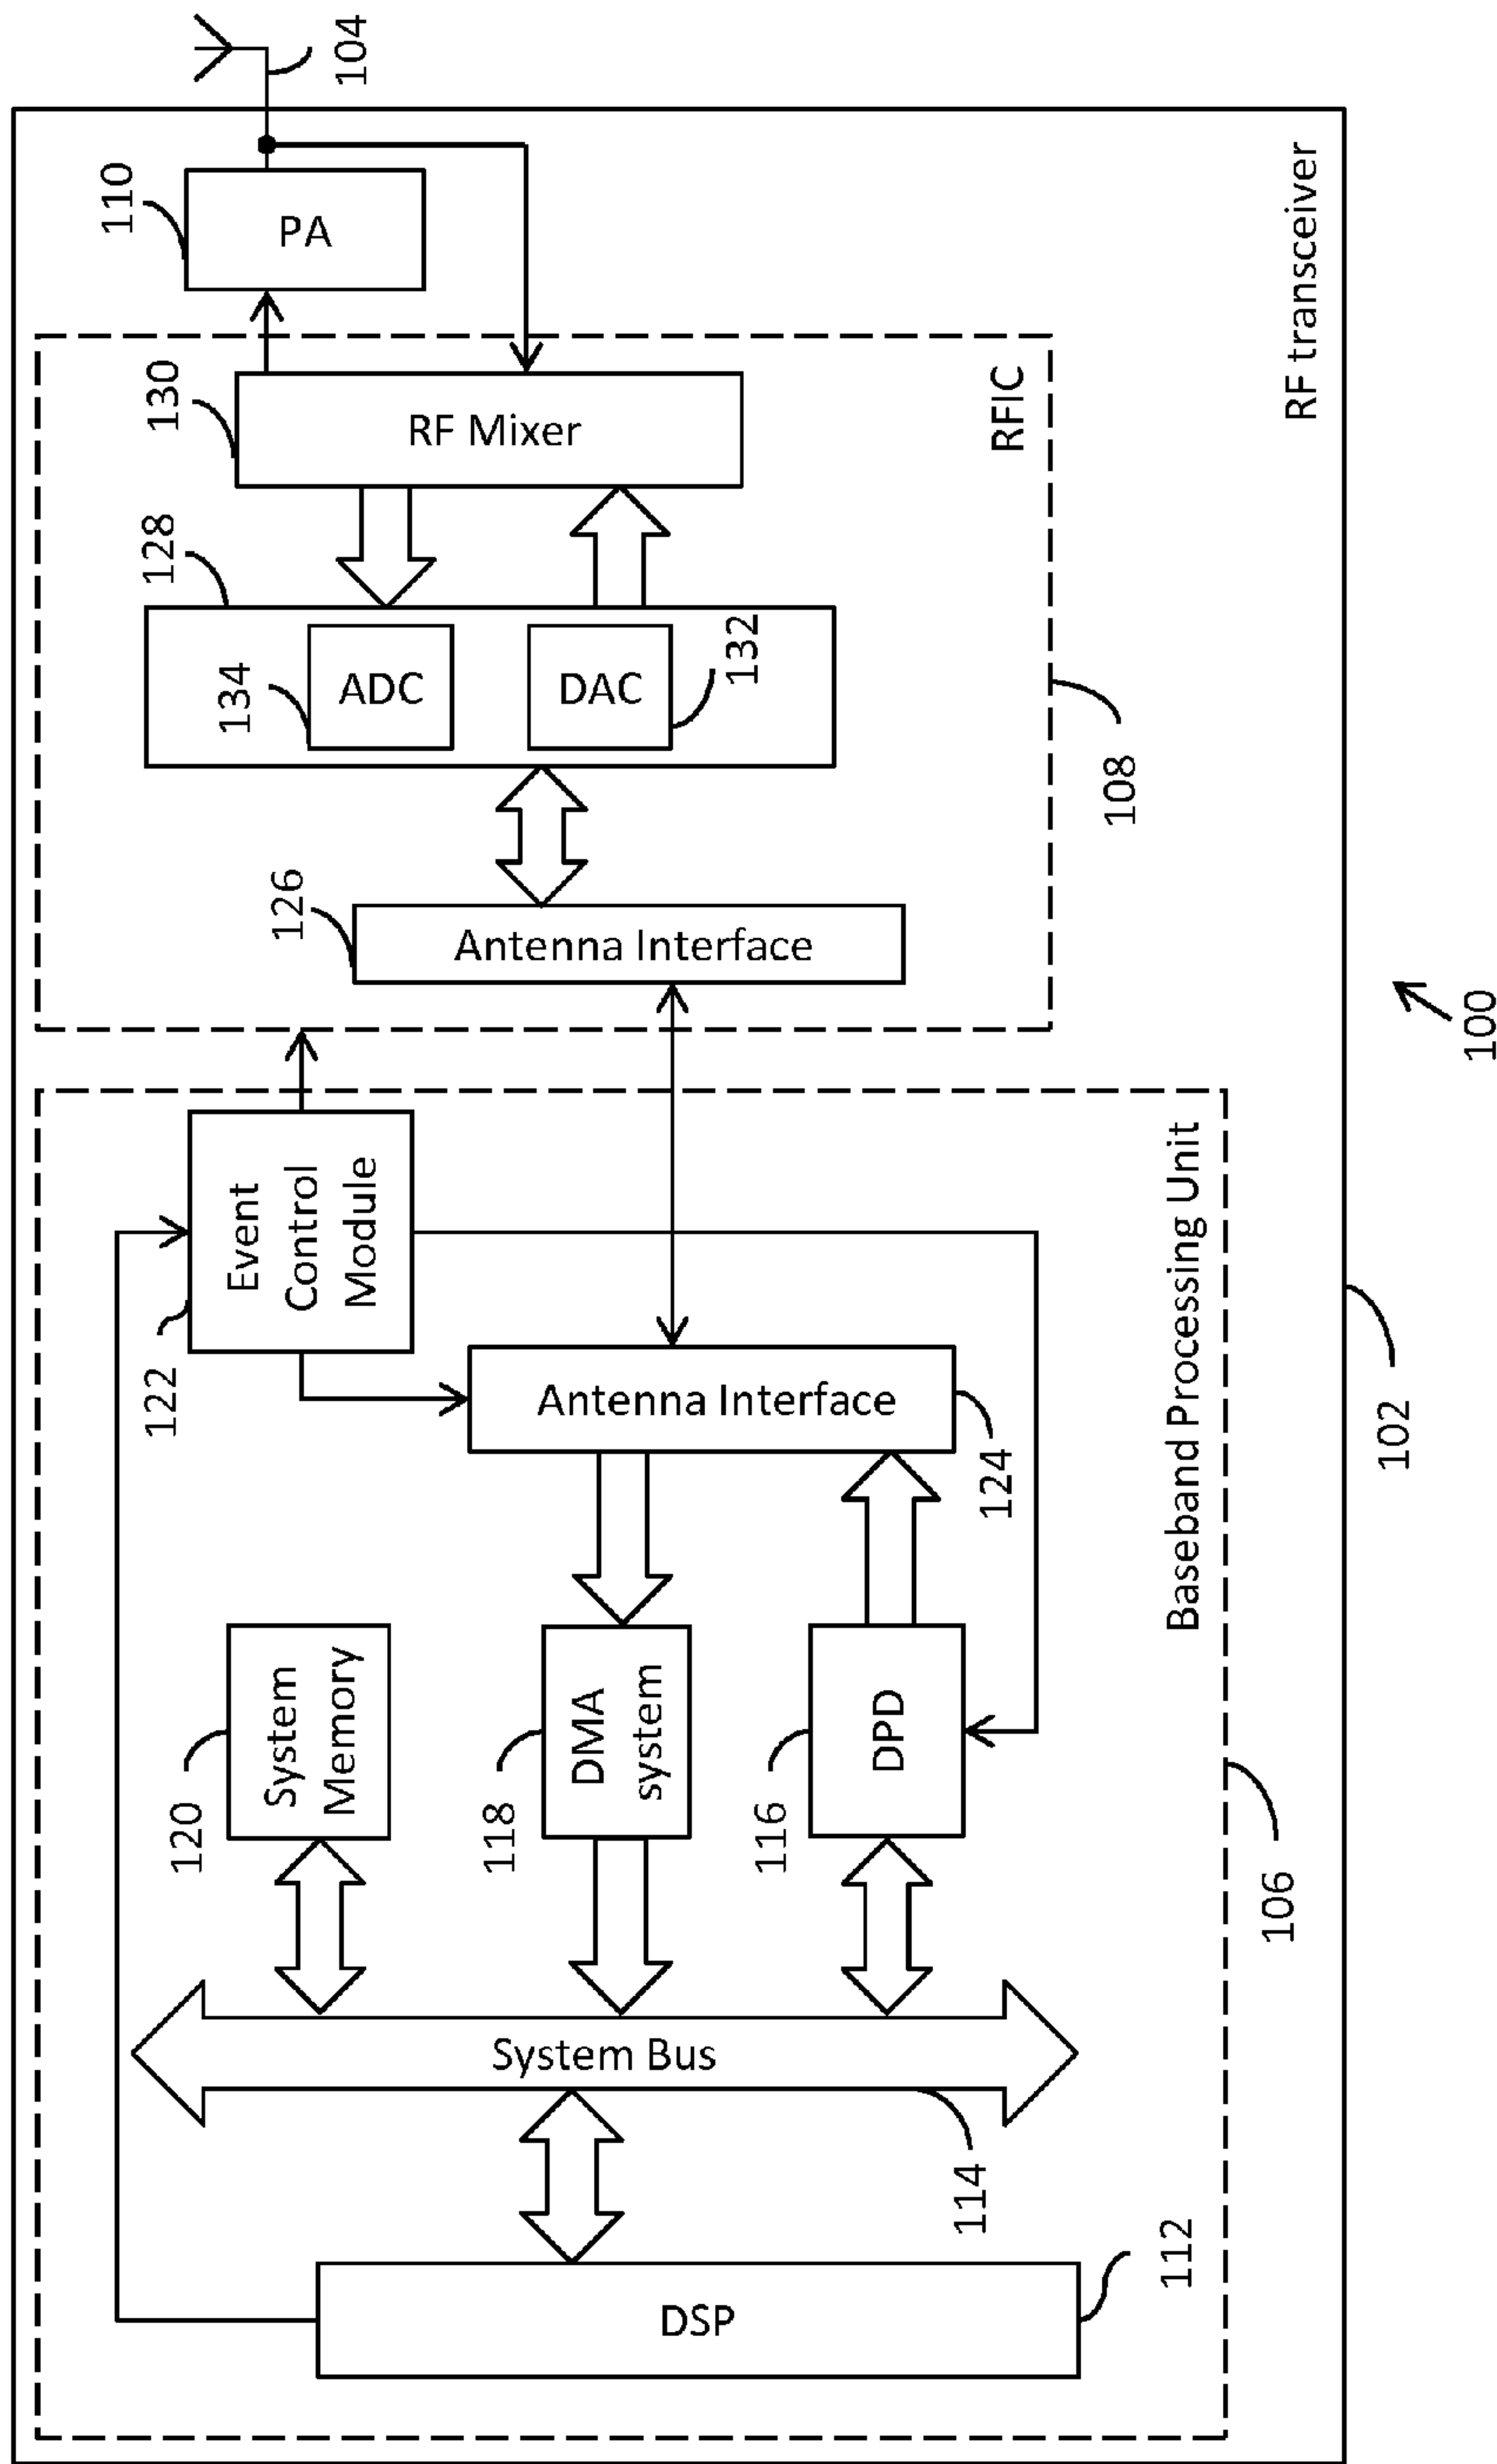 122
Event
Control
Module
120
System
Memory
118
DMA
system
116
DPD
Antenna Interface
124
System Bus
114
DSP
112
Baseband Processing Unit
106
110
PA
104
130
RF Mixer
128
134
ADC
DAC
132
126
Antenna Interface
RFIC
108
RF transceiver
102
100